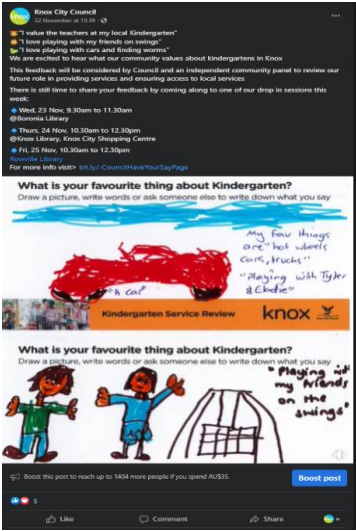 Knox City Council
22 November at 15:39
"I value the teachers at my local Kindergarten"
"I love playing with my friends on swings"
"I love playing with cars and finding worms"
We are excited to hear what our community values about kindergartens in Knox
This feedback will be considered by Council and an independent community panel to review our
future role in providing services and ensuring access to local services
There is still time to share your feedback by coming along to one of our drop in sessions this
week:
Wed, 23 Nov, 9.30am to 11.30am
@Boronia Library
Thurs, 24 Nov, 10.30am to 12.30pm
@Knox Library, Knox City Shopping Centre
Fri, 25 Nov, 10.30am to 12.30pm
Rowville Library
For more info visit> bit.ly/-CouncilHaveYourSayPage
What is your favourite thing about Kindergarten?
Draw a picture, write words or ask someone else to write down what you say
My fav things
are "hot wheels
cars, trucks"
"Playing with Tyler
& Elodie"
"A car"
Kindergarten Service Review
knox
What is your favourite thing about Kindergarten?
Draw a picture, write words or ask someone else to write down what you say
"Playing with
my friends
on the
swings"
Boost this post to reach up to 1404 more people if you spend AU$35.
Boost post
5
Like
Comment
Share